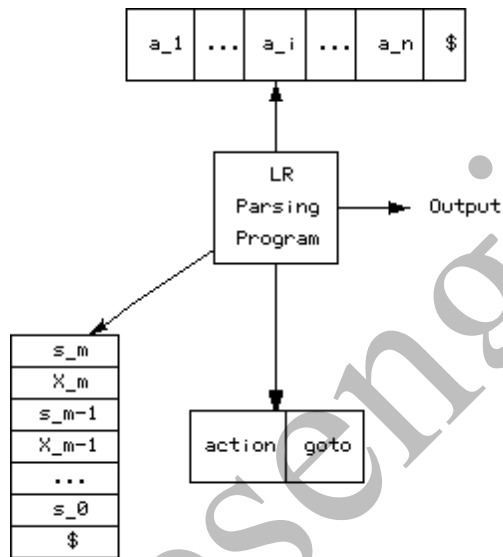 a_1 ... a_i ... a_n $
LR
Parsing
Program
Output
s_m
X_m
s_m-1
X_m-1
...
s_0
$
action goto